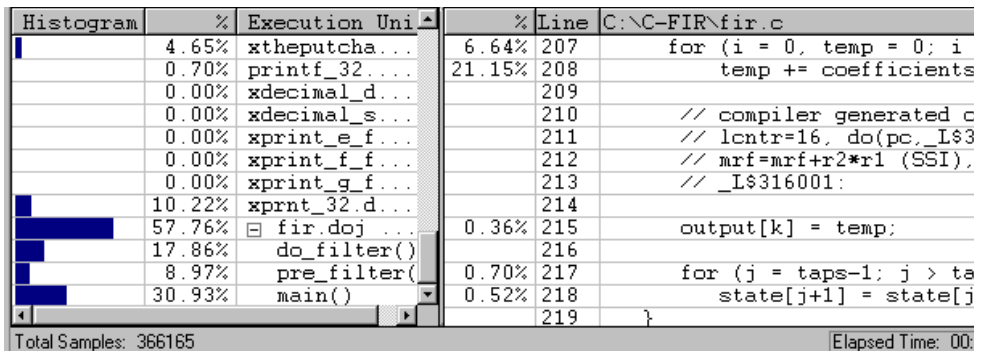 Histogram % Execution Uni % Line C:\C-FIR\fir.c
4.65% xtheputcha... 6.64% 207 for (i = 0, temp = 0; i
0.70% printf_32.... 21.15% 208 temp += coefficients
0.00% xdecimal_d... 209
0.00% xdecimal_s... 210 // compiler generated c
0.00% xprint_e_f... 211 // lcntr=16, do(pc,_L$3
0.00% xprint_f_f... 212 // mrf=mrf+r2*r1 (SSI),
0.00% xprint_g_f... 213 // _L$316001:
10.22% xprnt_32.d... 214
57.76% fir.doj ... 0.36% 215 output[k] = temp;
17.86% do_filter() 216
8.97% pre_filter( 0.70% 217 for (j = taps-1; j > ta
30.93% main() 0.52% 218 state[j+1] = state[j
219 }
Total Samples: 366165 Elapsed Time: 00: